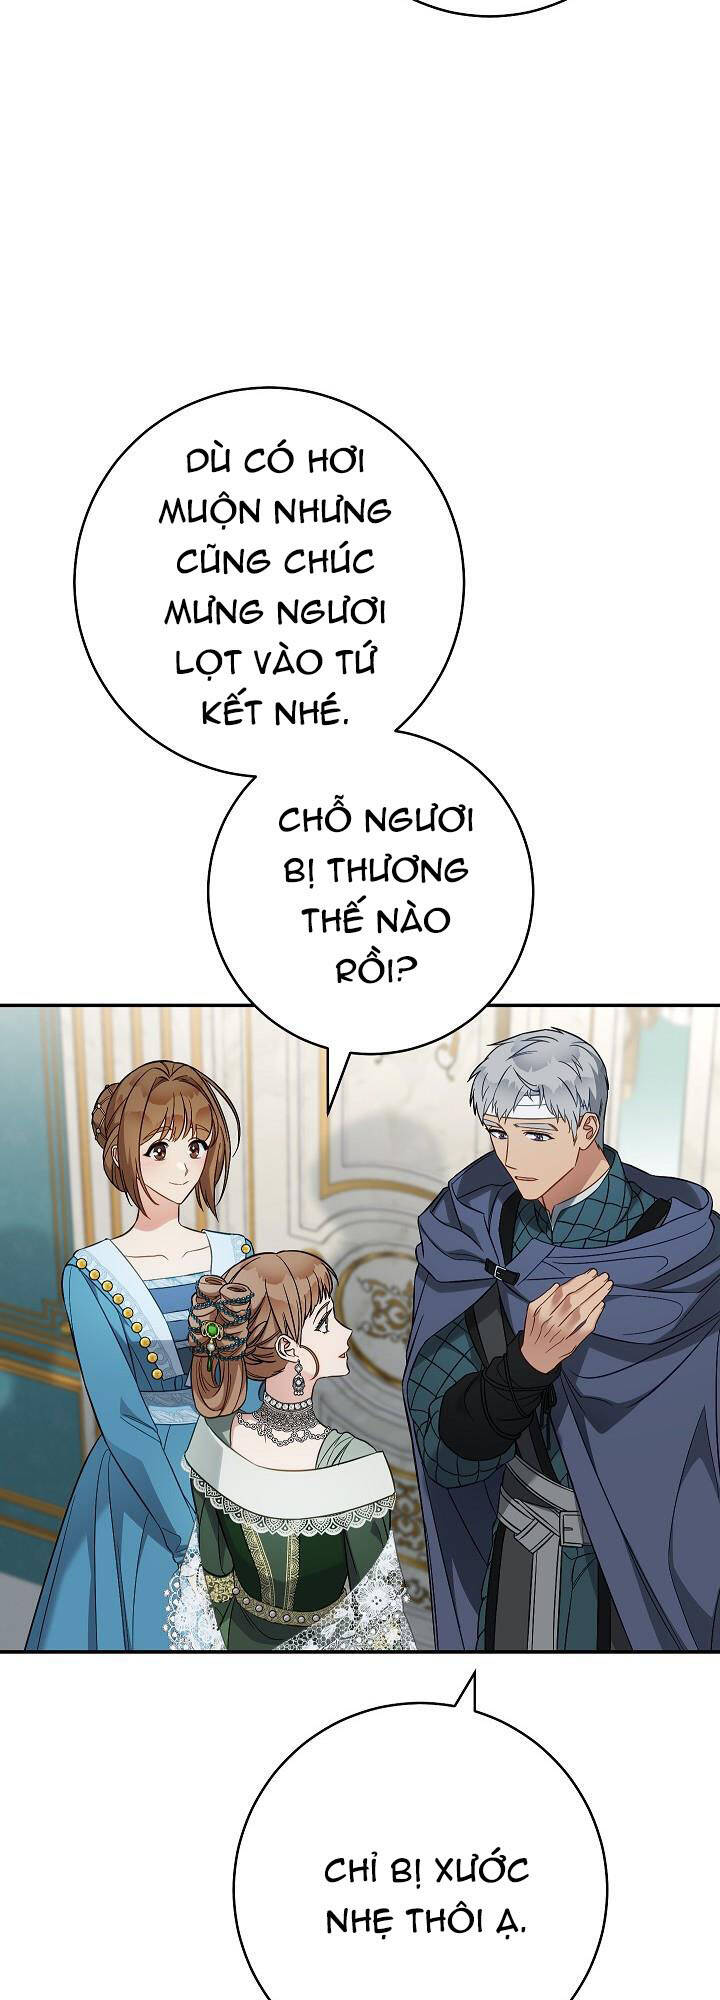 DÙ CÓ HƠI
MUỘN NHƯNG
CŨNG CHÚC
MƯNG NGƯƠI
LỌT VÀO TỨ
KẾT NHÉ.
CHỖ NGƯƠI
BỊ THƯƠNG
THẾ NÀO
RỒI?
CHỈ BỊ XƯỚC
NHẸ THÔI Ạ.